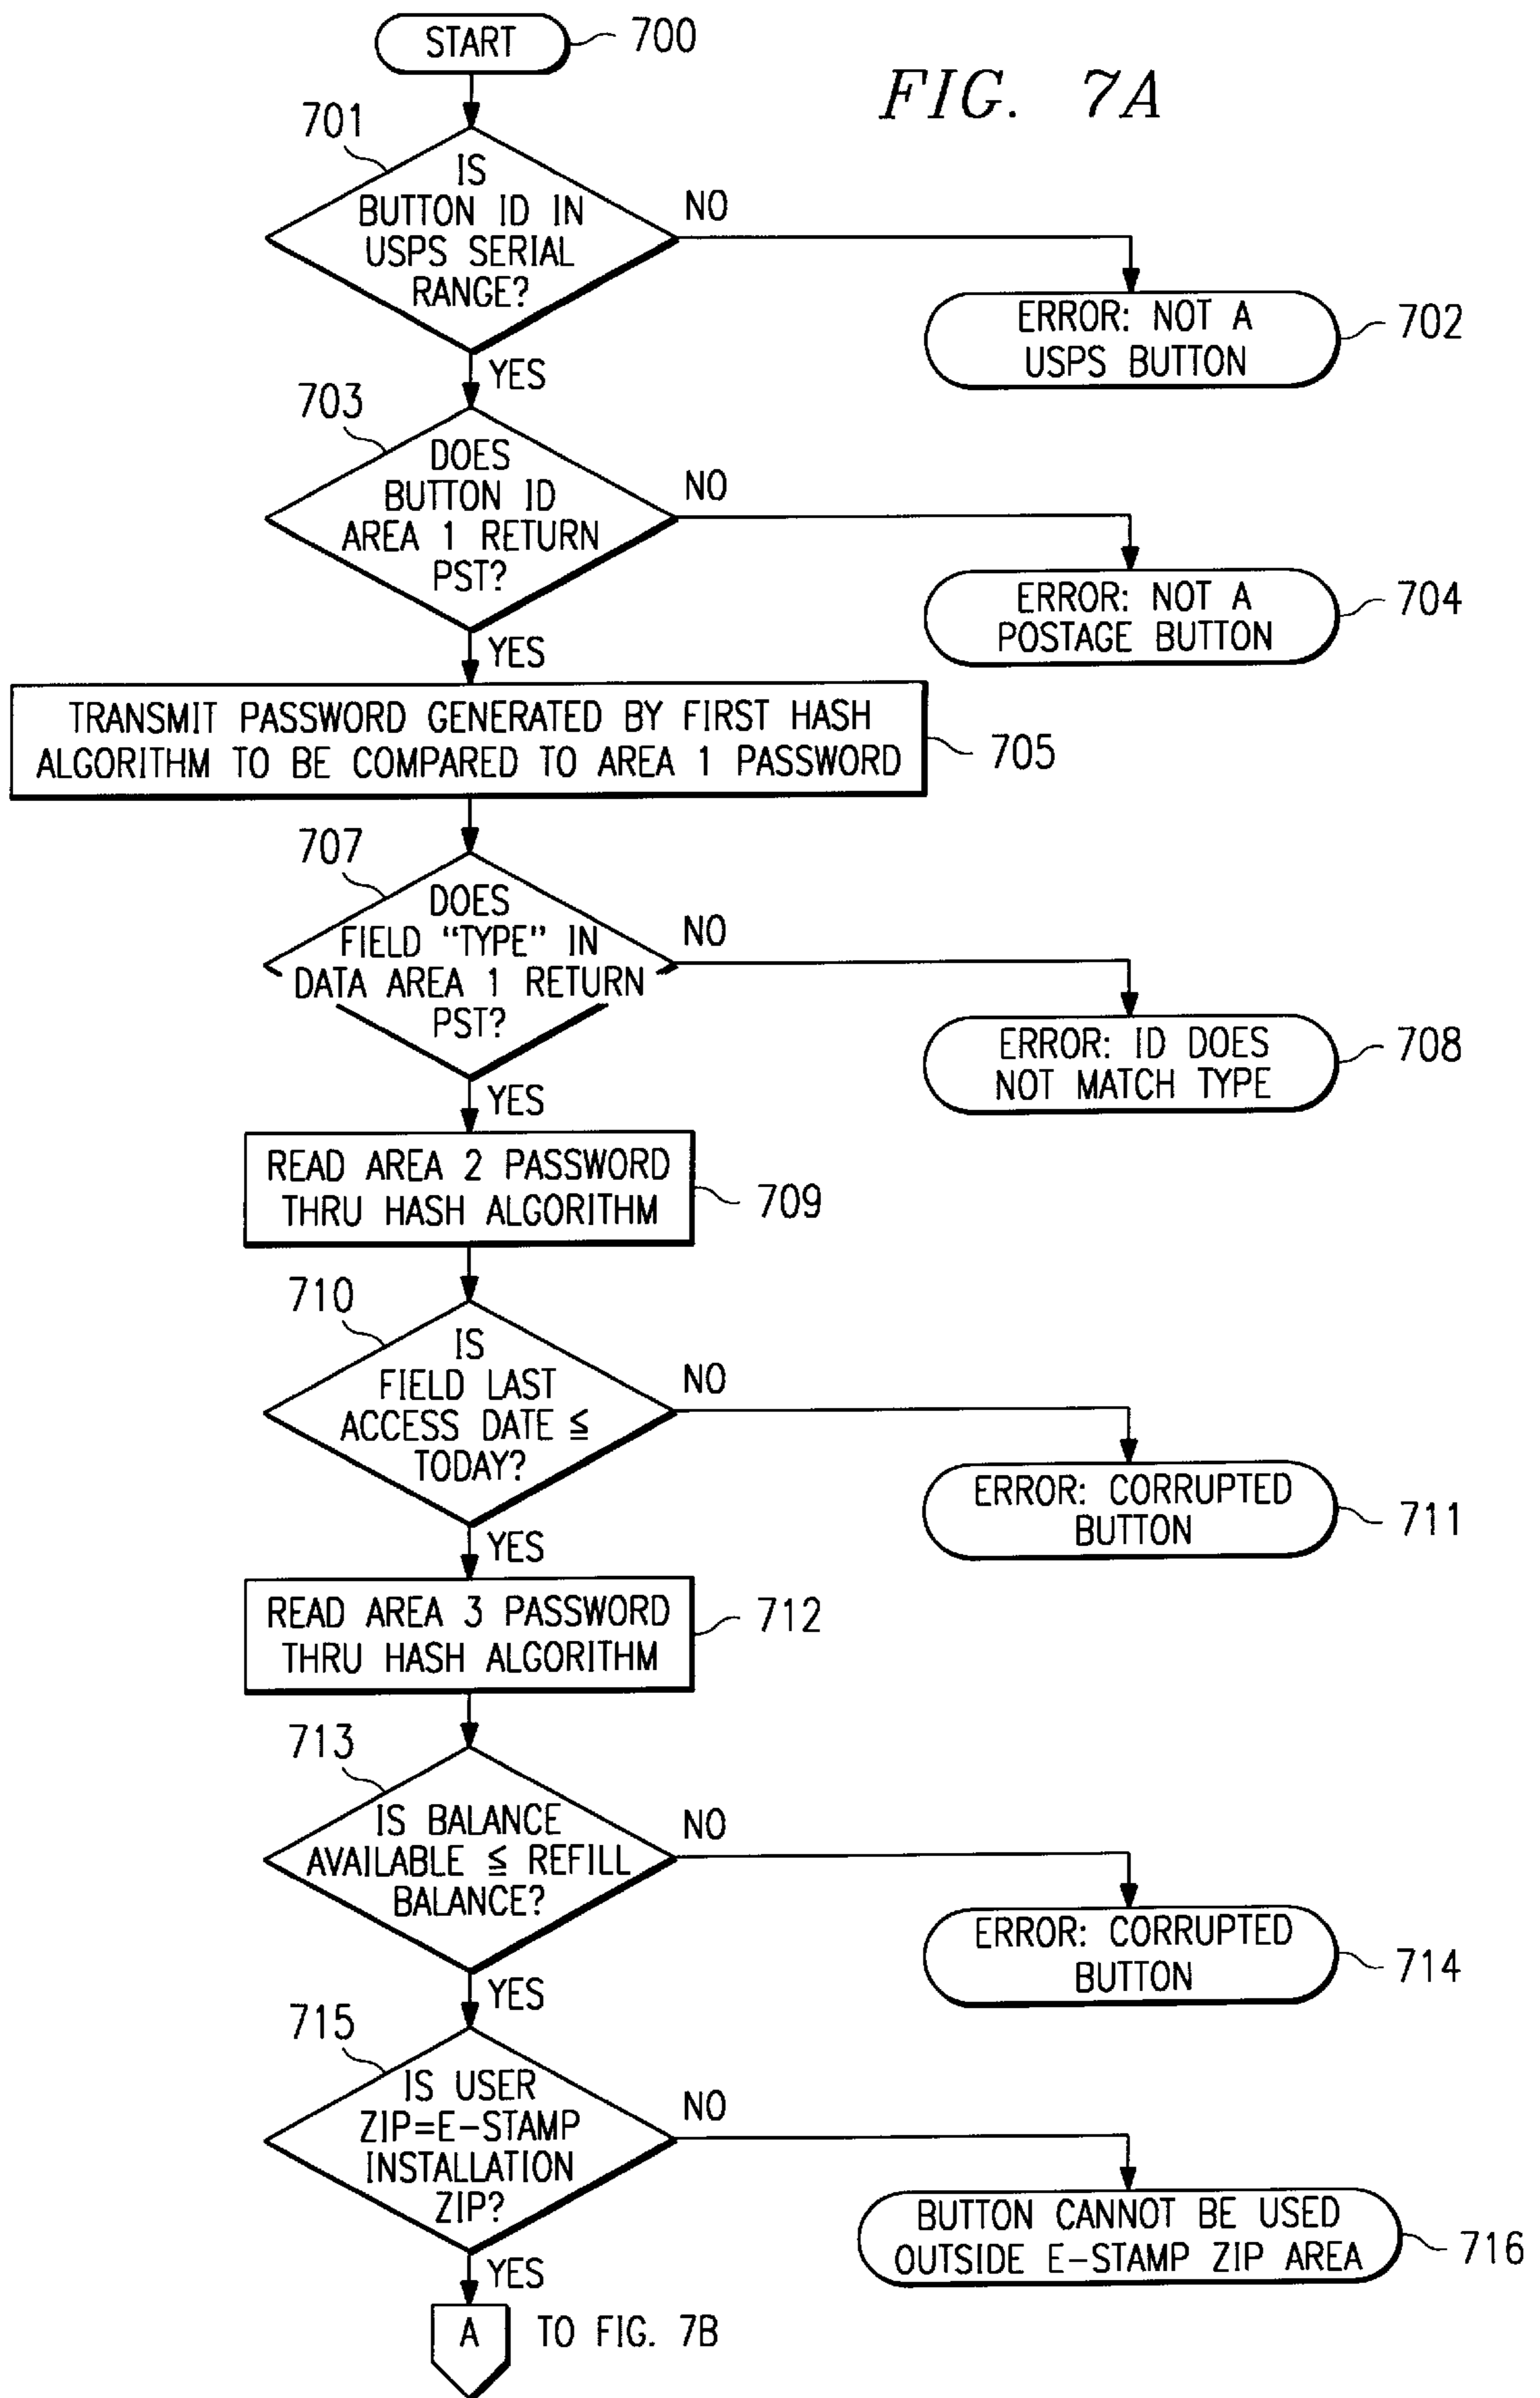 START
700
FIG. 7A
701
IS
BUTTON ID IN
USPS SERIAL
RANGE?
NO
ERROR: NOT A
USPS BUTTON
702
YES
703
DOES
BUTTON ID
AREA 1 RETURN
PST?
NO
ERROR: NOT A
POSTAGE BUTTON
704
YES
TRANSMIT PASSWORD GENERATED BY FIRST HASH
ALGORITHM TO BE COMPARED TO AREA 1 PASSWORD
705
707
DOES
FIELD "TYPE" IN
DATA AREA 1 RETURN
PST?
NO
ERROR: ID DOES
NOT MATCH TYPE
708
YES
READ AREA 2 PASSWORD
THRU HASH ALGORITHM
709
710
IS
FIELD LAST
ACCESS DATE ≦
TODAY?
NO
ERROR: CORRUPTED
BUTTON
711
YES
READ AREA 3 PASSWORD
THRU HASH ALGORITHM
712
713
IS BALANCE
AVAILABLE ≦ REFILL
BALANCE?
NO
ERROR: CORRUPTED
BUTTON
714
YES
715
IS USER
ZIP=E-STAMP
INSTALLATION
ZIP?
NO
BUTTON CANNOT BE USED
OUTSIDE E-STAMP ZIP AREA
716
YES
A
TO FIG. 7B